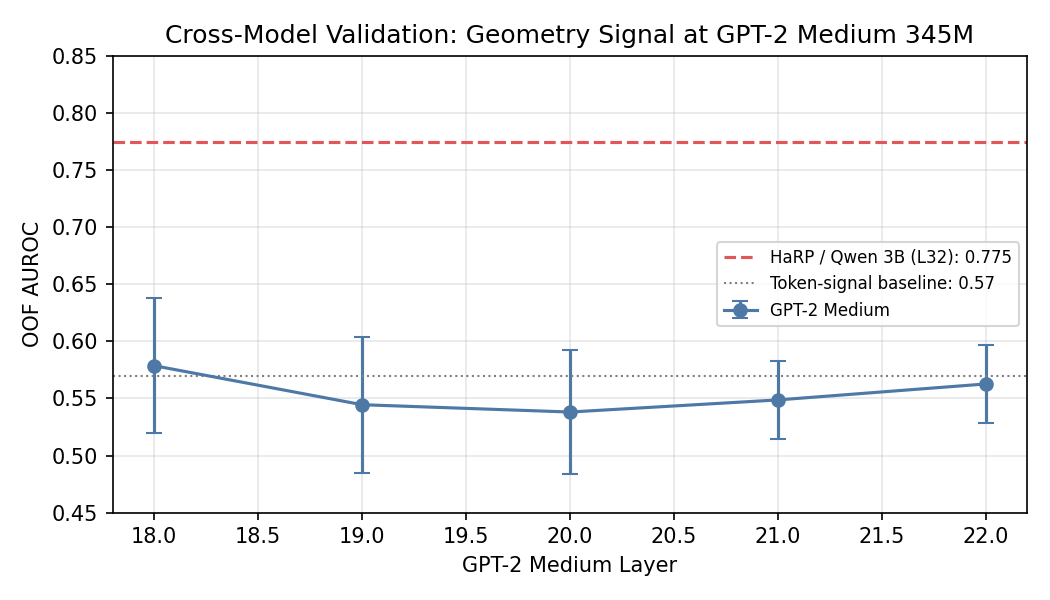 Cross-Model Validation: Geometry Signal at GPT-2 Medium 345M
0.85
0.80
0.75
0.70
0.65
0.60
0.55
0.50
0.45
OOF AUROC
HaRP / Qwen 3B (L32): 0.775
Token-signal baseline: 0.57
GPT-2 Medium
18.0 18.5 19.0 19.5 20.0 20.5 21.0 21.5 22.0
GPT-2 Medium Layer